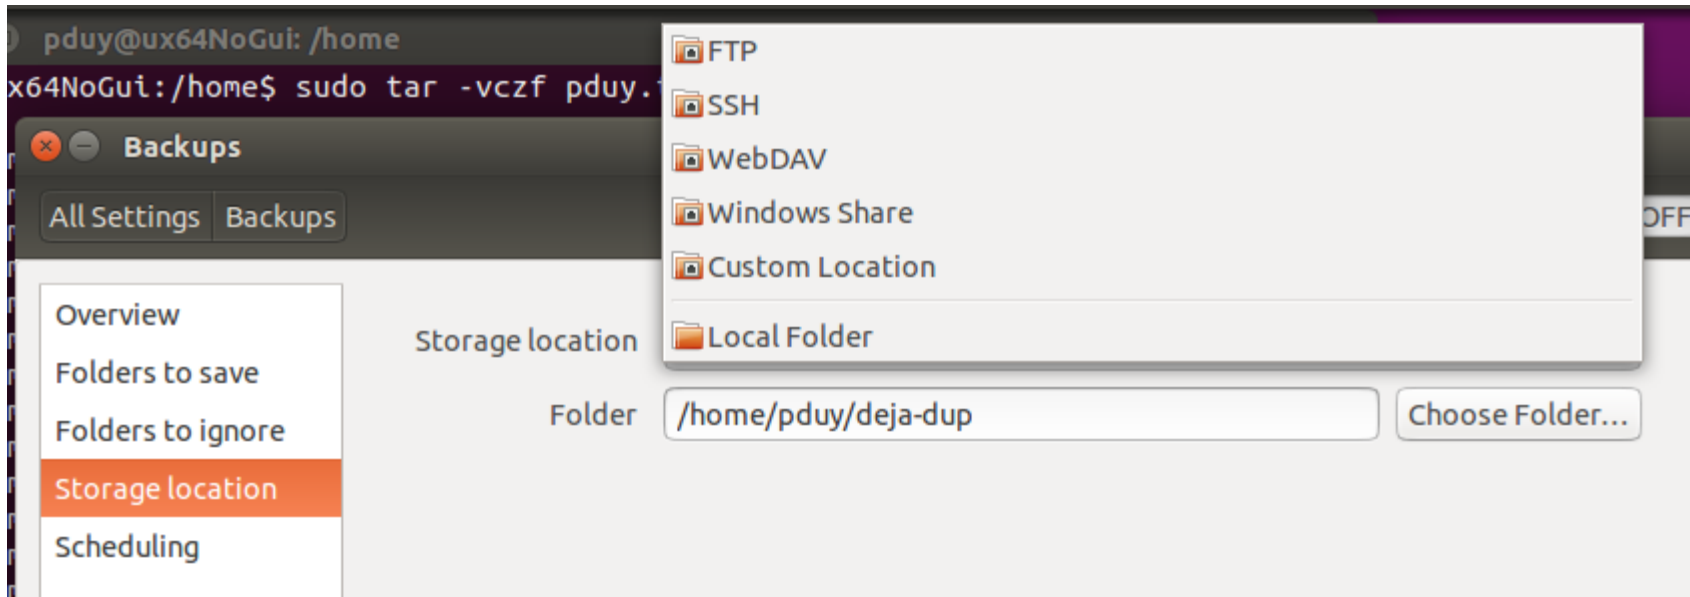 pduy@ux64NoGui: /home
x64NoGui:/home$ sudo tar -vczf pduy.
Backups
All Settings Backups
OFF
FTP
SSH
WebDAV
Windows Share
Custom Location
Local Folder
Overview
Folders to save
Folders to ignore
Storage location
Scheduling
Storage location
Folder /home/pduy/deja-dup Choose Folder...